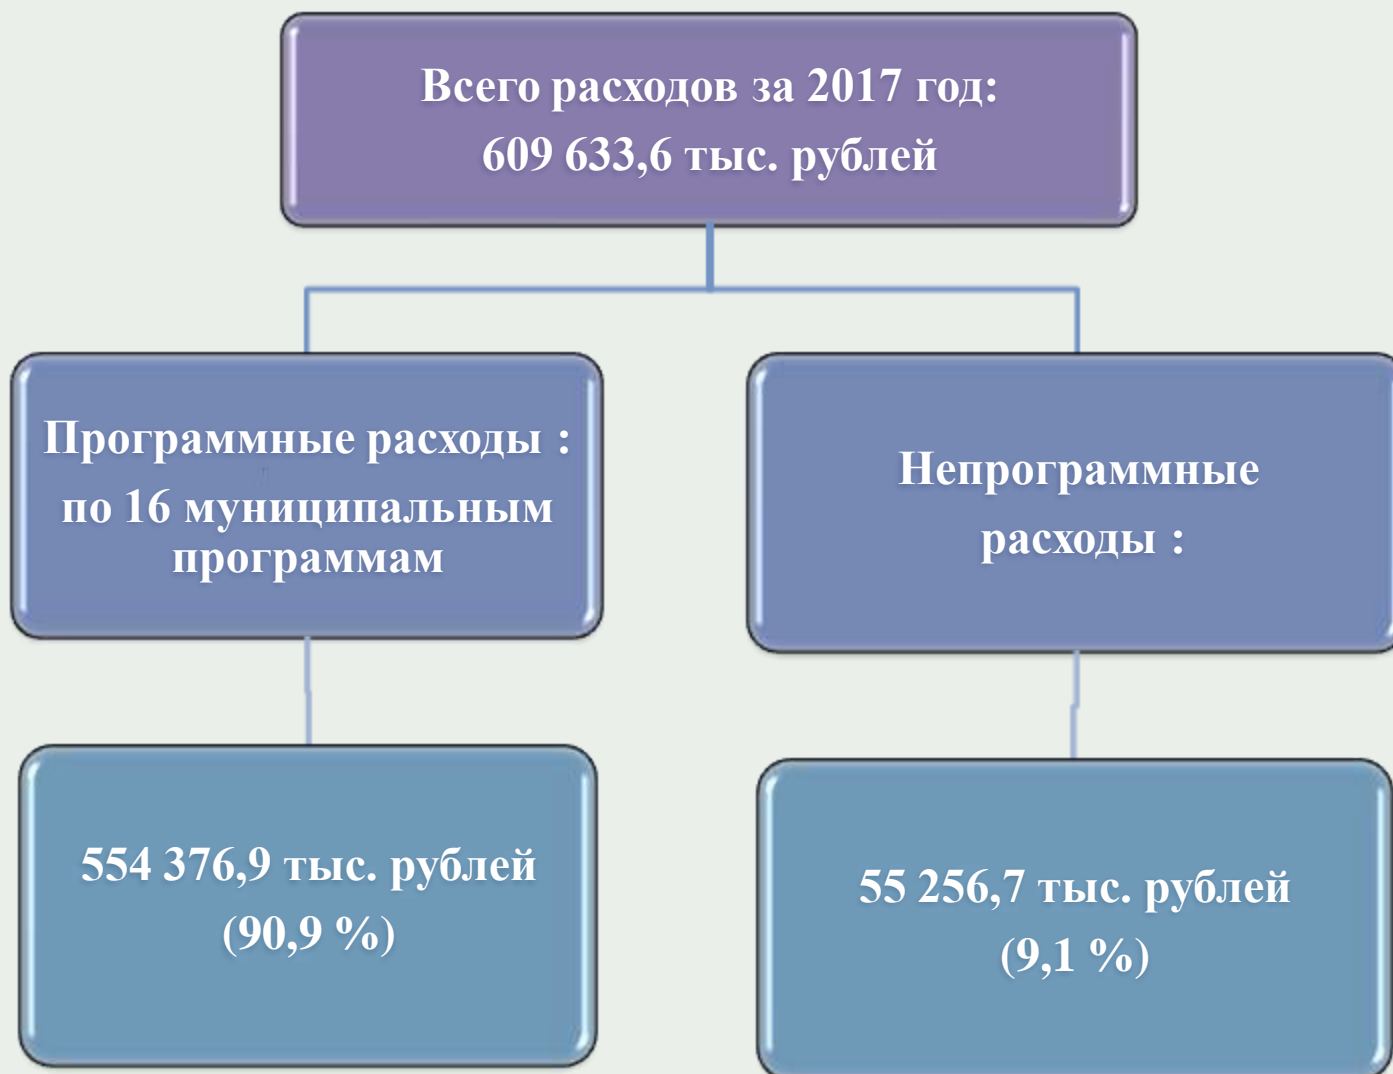 Всего расходов за 2017 год:
609 633,6 тыс. рублей
Программные расходы :
по 16 муниципальным
программам
Непрограммные
расходы :
554 376,9 тыс. рублей
(90,9 %)
55 256,7 тыс. рублей
(9,1 %)